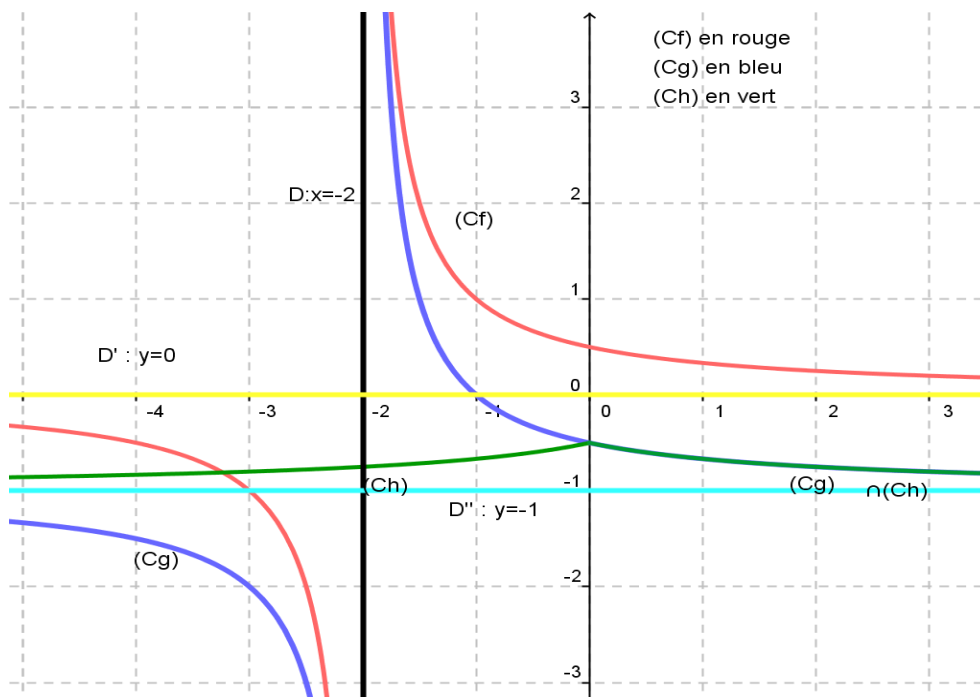 (Cf) en rouge
(Cg) en bleu
(Ch) en vert
3
D:x=-2
2
(Cf)
1
D' : y=0
0
-4 -3 -2 -1 0 1 2 3
(Ch)
-1
(Cg) ∩(Ch)
D'' : y=-1
(Cg)
-2
-3